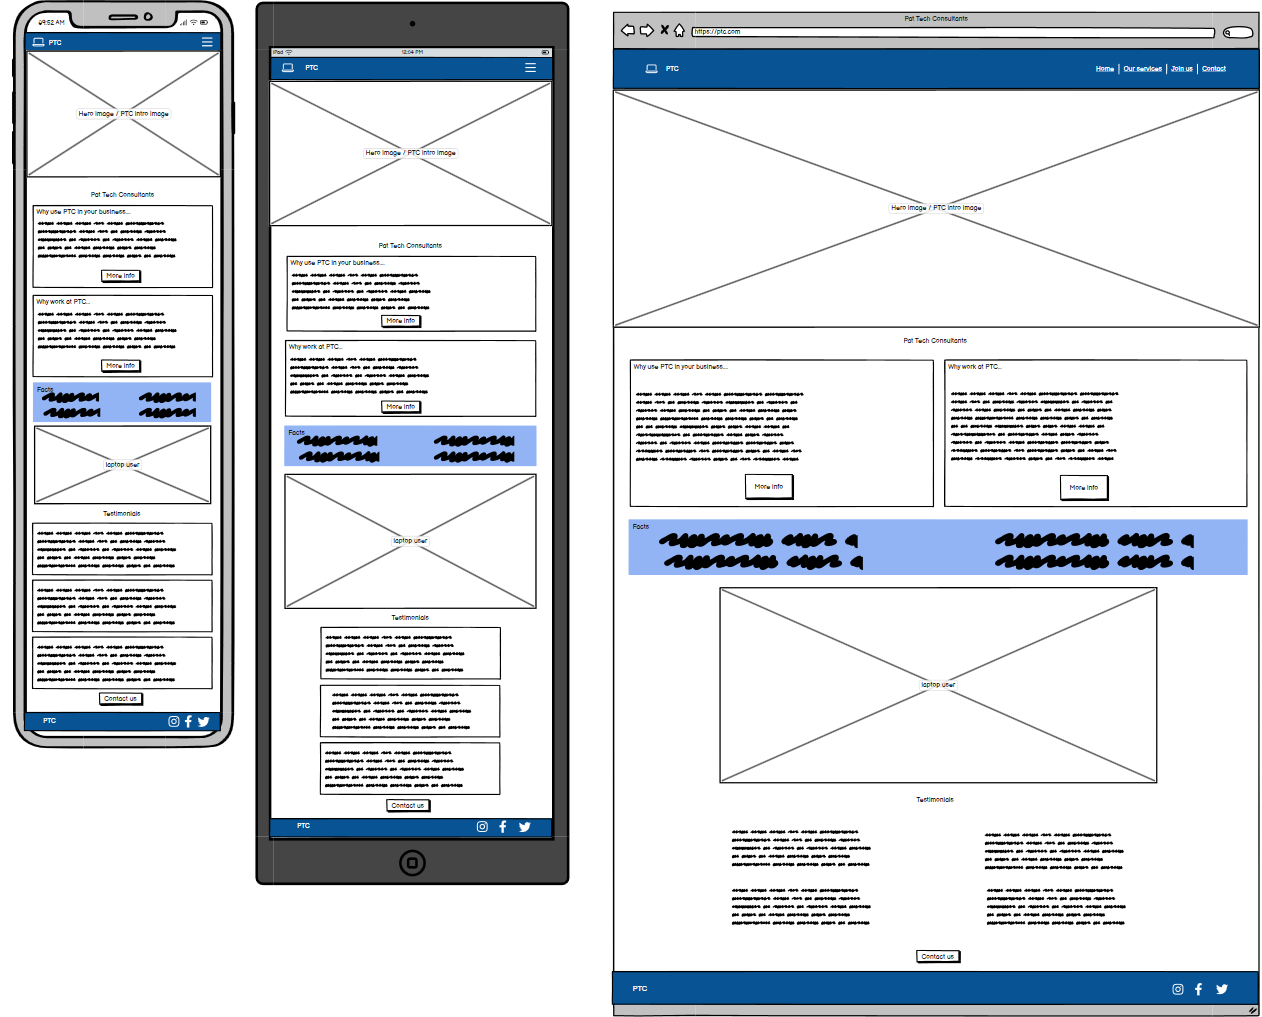 09:52 AM
PTC
Hero image / PTC intro image
Pat Tech Consultants
Why use PTC in your business...
More info
Why work at PTC...
More info
Facts
laptop user
Testimonials
Contact us
PTC
iPad
12:04 PM
PTC
Hero image / PTC intro image
Pat Tech Consultants
Why use PTC in your business...
More info
Why work at PTC...
More info
Facts
laptop user
Testimonials
Contact us
PTC
Pat Tech Consultants
https://ptc.com
PTC
Home | Our services | Join us | Contact
Hero image / PTC intro image
Pat Tech Consultants
Why use PTC in your business...
Why work at PTC...
More info
More info
Facts
laptop user
Testimonials
Contact us
PTC